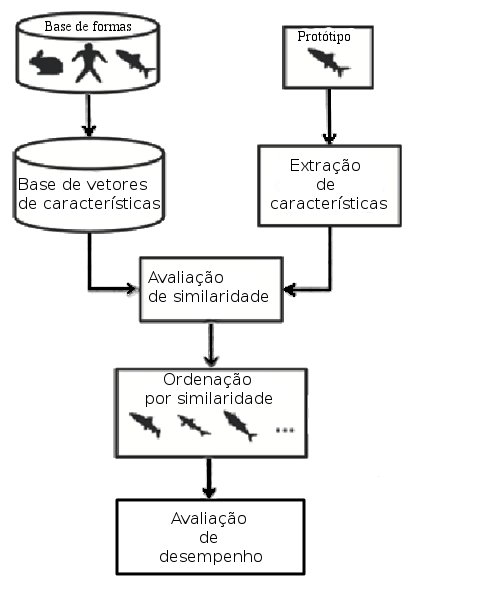 Base de formas
Protótipo
Base de vetores
de características
Extração
de
características
Avaliação
de similaridade
Ordenação
por similaridade
...
Avaliação
de
desempenho